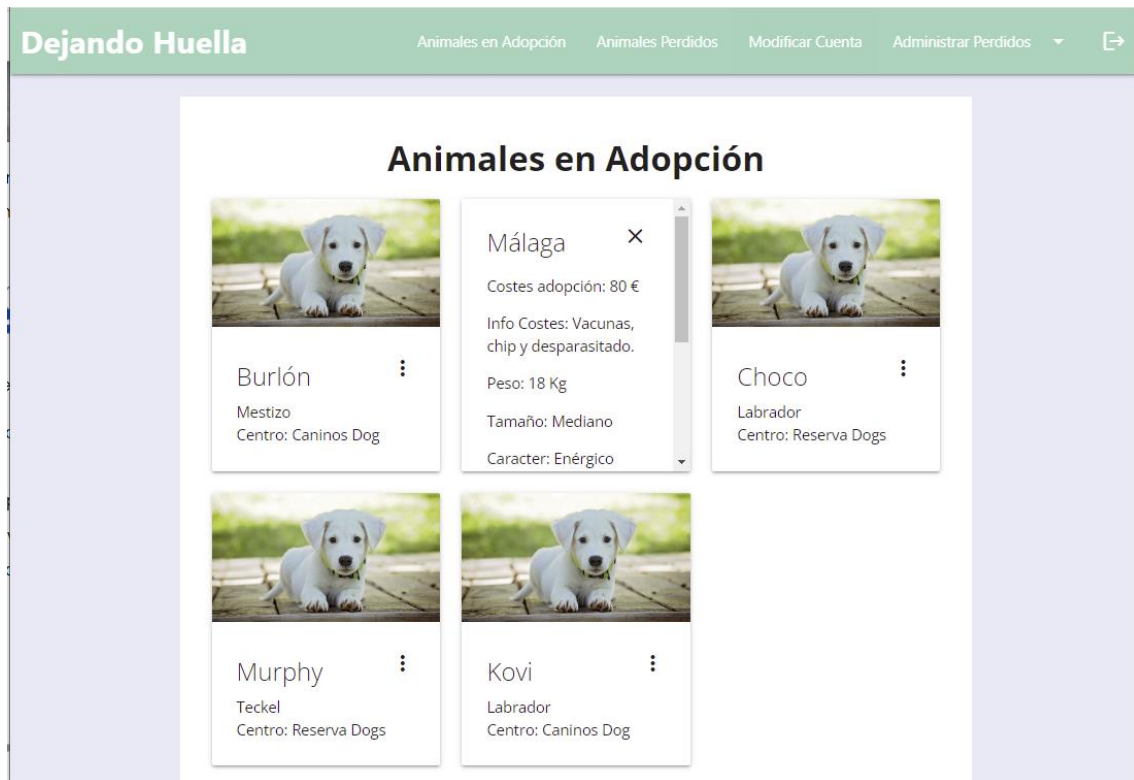 Dejando Huella
Animales en Adopción
Animales Perdidos
Modificar Cuenta
Administrar Perdidos
Animales en Adopción
Burlón
Mestizo
Centro: Caninos Dog
Málaga
Costes adopción: 80 €
Info Costes: Vacunas,
chip y desparasitado.
Peso: 18 Kg
Tamaño: Mediano
Caracter: Enérgico
Choco
Labrador
Centro: Reserva Dogs
Murphy
Teckel
Centro: Reserva Dogs
Kovi
Labrador
Centro: Caninos Dog